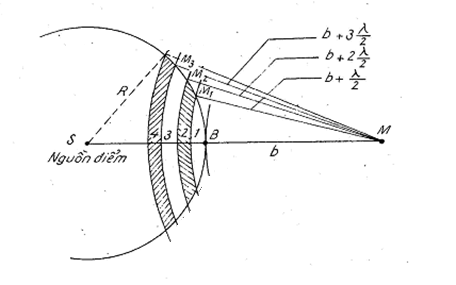 b + 3 λ/2
b + 2 λ/2
b + λ/2
M₃
M₂
M₁
R
S
4 3 2 1 B
b
M
Nguồn điểm